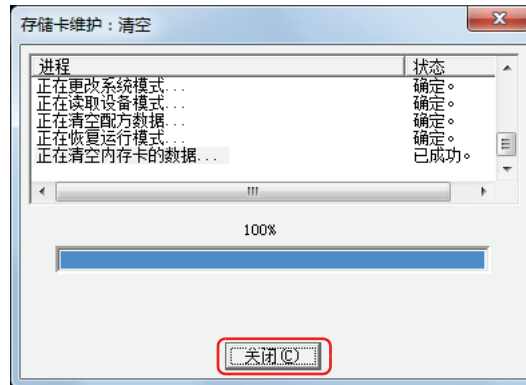 存储卡维护：清空
进程 状态
正在更改系统模式... 确定。
正在读取设备模式... 确定。
正在清空配方数据... 确定。
正在恢复运行模式... 确定。
正在清空内存卡的数据... 已成功。
100%
关闭(C)